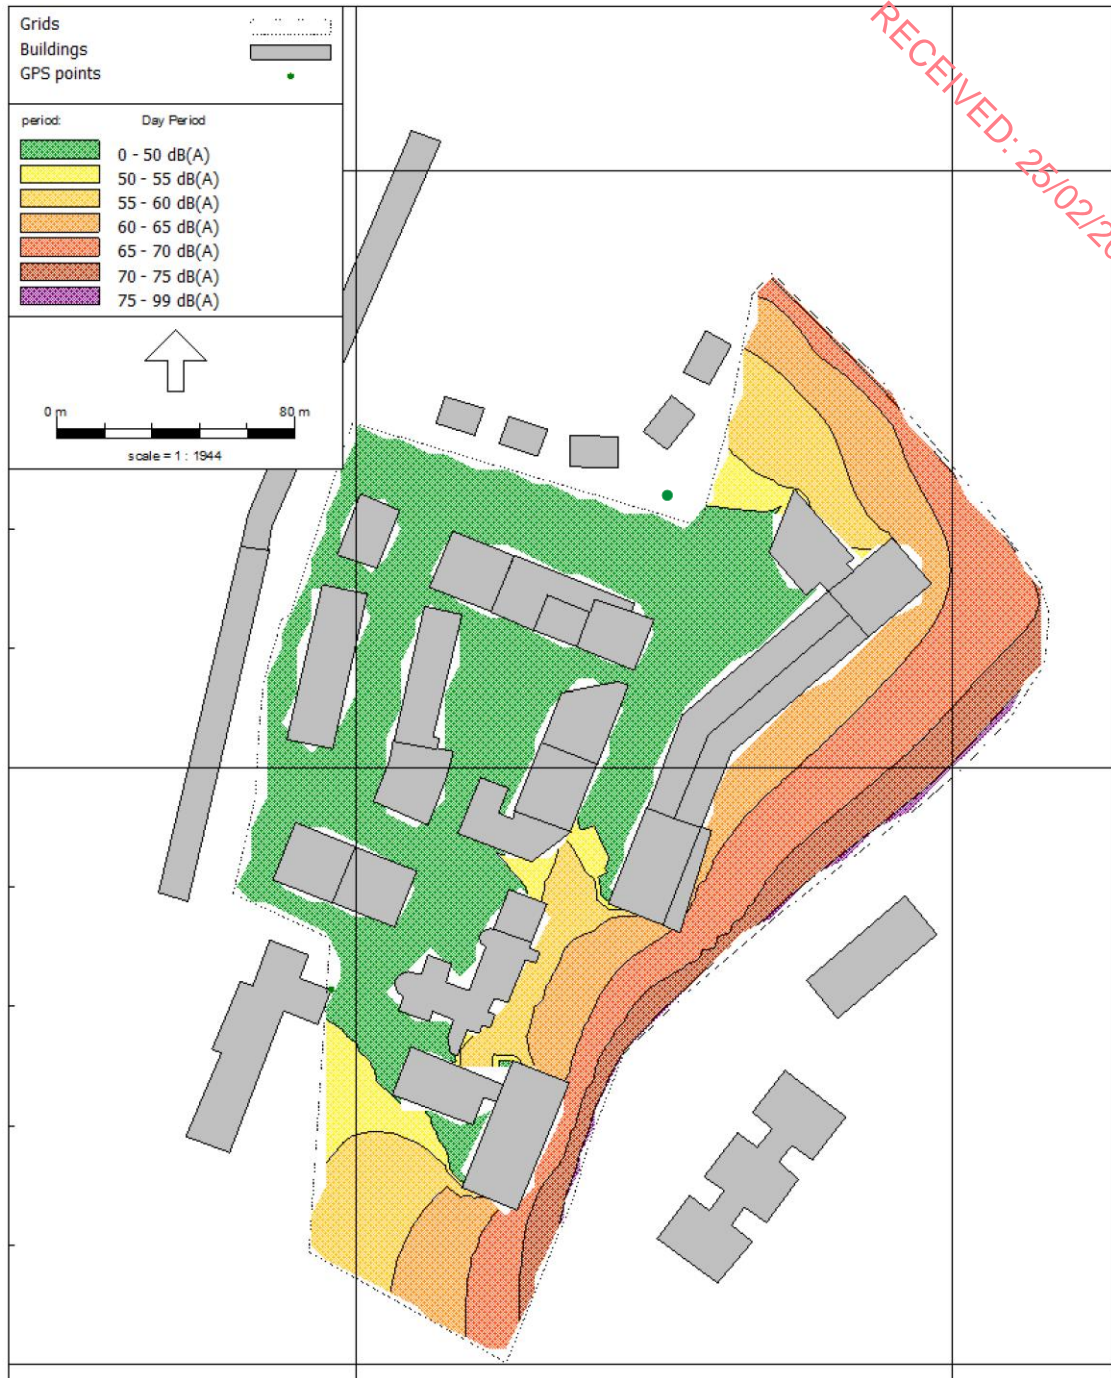 Grids
Buildings
GPS points
period: Day Period
0 - 50 dB(A)
50 - 55 dB(A)
55 - 60 dB(A)
60 - 65 dB(A)
65 - 70 dB(A)
70 - 75 dB(A)
75 - 99 dB(A)
0 m 80 m
scale = 1 : 1944
RECEIVED: 25/02/20